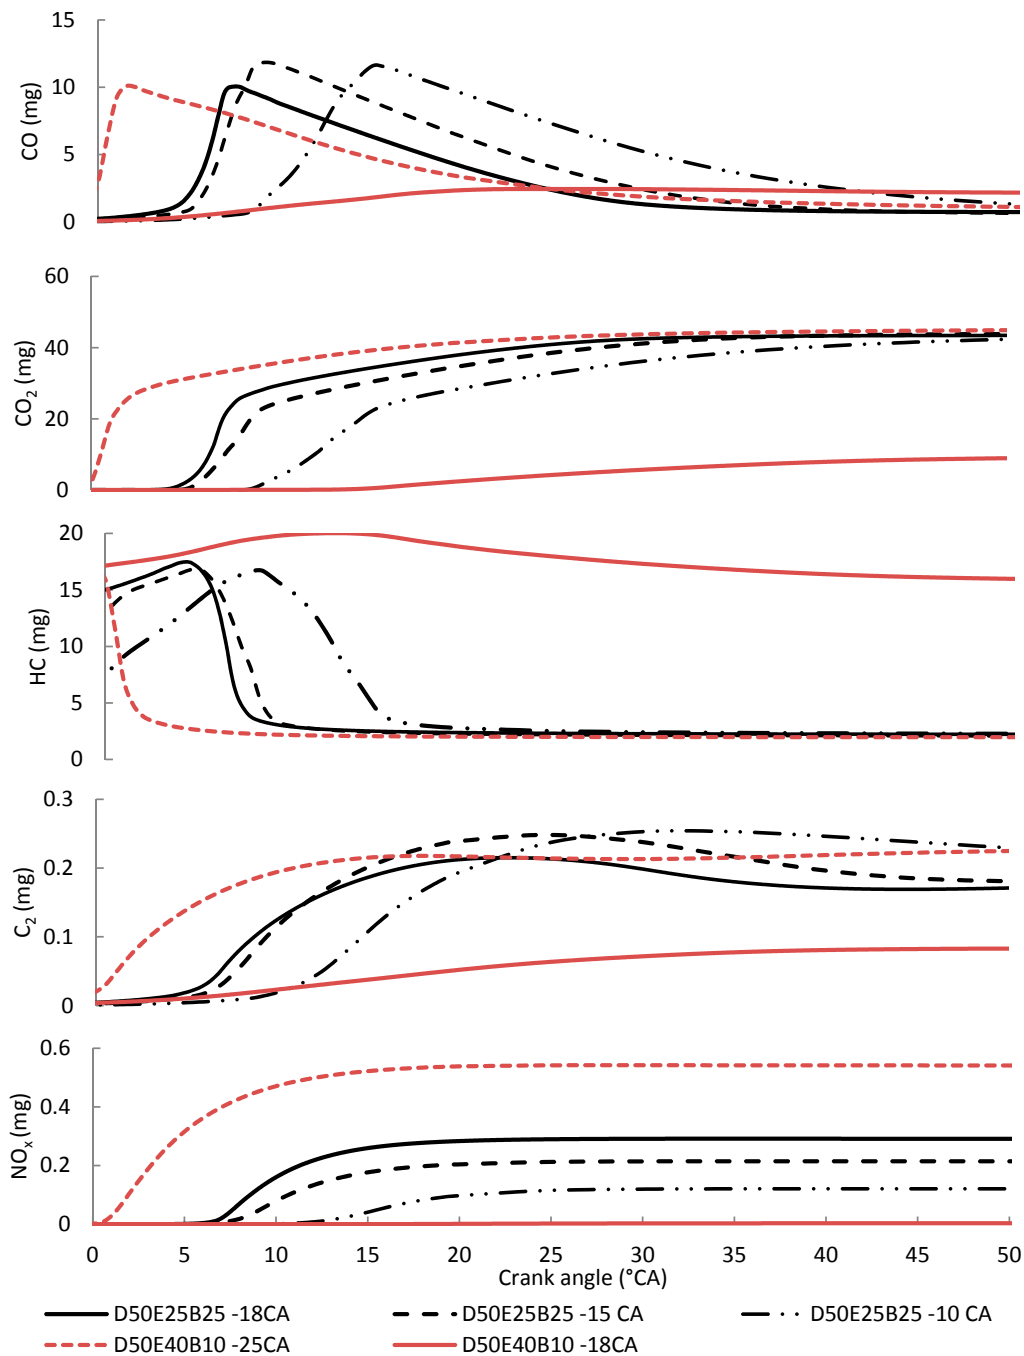 15
10
5
0
CO (mg)
60
40
20
0
CO₂ (mg)
20
15
10
5
0
HC (mg)
0.3
0.2
0.1
0
C₂ (mg)
0.6
0.4
0.2
0
NOₓ (mg)
0 5 10 15 20 25 30 35 40 45 50
Crank angle (°CA)
D50E25B25 -18CA D50E25B25 -15 CA D50E25B25 -10 CA
D50E40B10 -25CA D50E40B10 -18CA